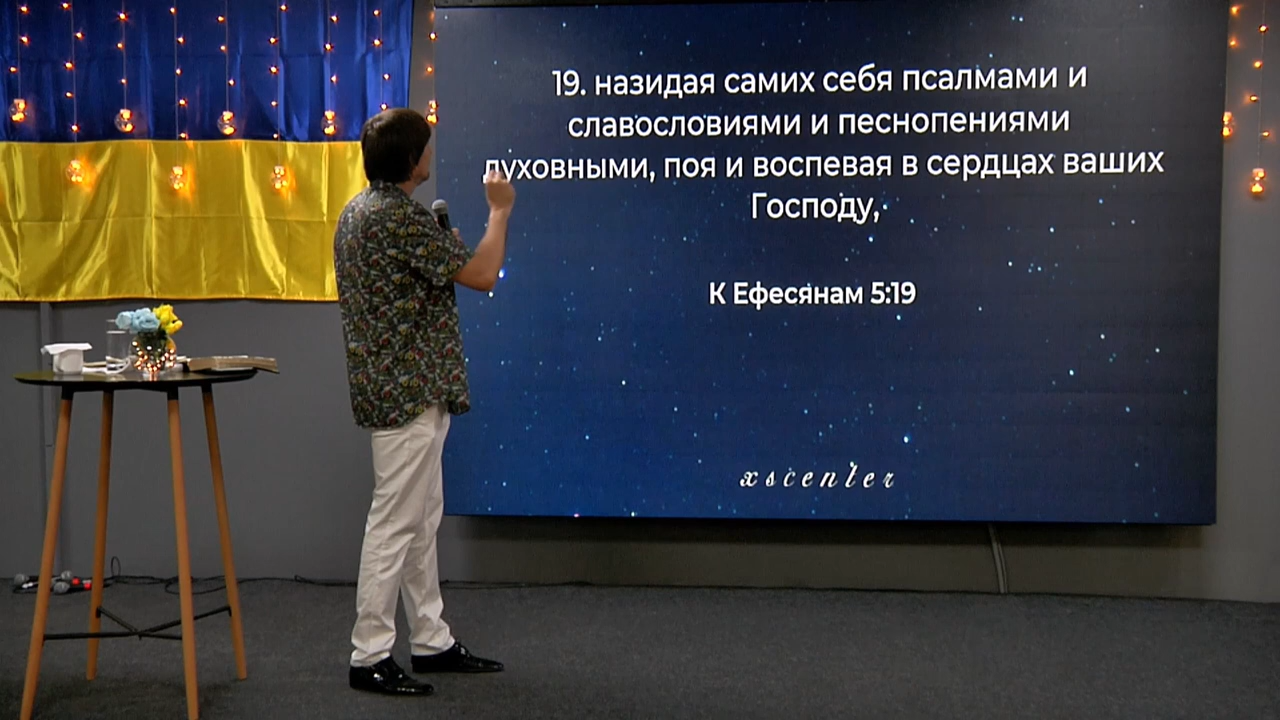 19. назидая самих себя псалмами и
славословиями и песнопениями
духовными, поя и воспевая в сердцах ваших
Господу,
К Ефесянам 5:19
xscenter